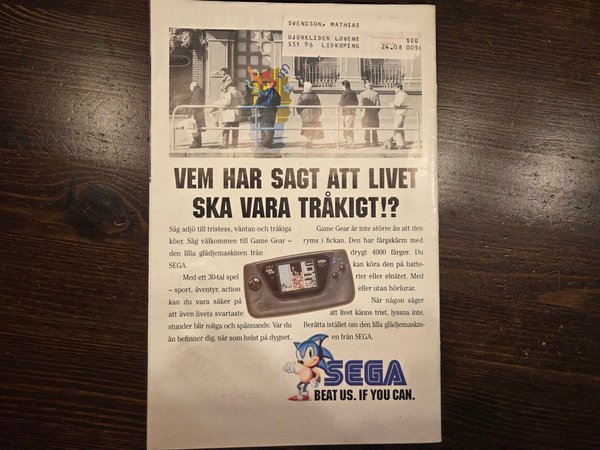 SVENSSON, MATHIAS
BJÖRKLIDEN LOVENE
531 96 LIDKÖPING
SEG
24.08 005
VEM HAR SAGT ATT LIVET
SKA VARA TRÅKIGT!?
Säg adjö till tristess, väntan och tråkiga
köer. Säg välkommen till Game Gear –
den lilla glädjemaskinen från
SEGA.
Med ett 30-tal spel
– sport, äventyr, action
kan du vara säker på
att även livets svartaste
stunder blir roliga och spännande. Var du
än befinner dig, när som helst på dygnet.
Game Gear är inte större än att den
ryms i fickan. Den har färgskärm med
drygt 4000 färger. Du
kan köra den på batte-
rier eller elnätet. Med
eller utan hörlurar.
När någon säger
att livet känns trist, lyssna inte.
Berätta istället om den lilla glädjemaskin-
en från SEGA.
SEGA
SEGA
BEAT US. IF YOU CAN.